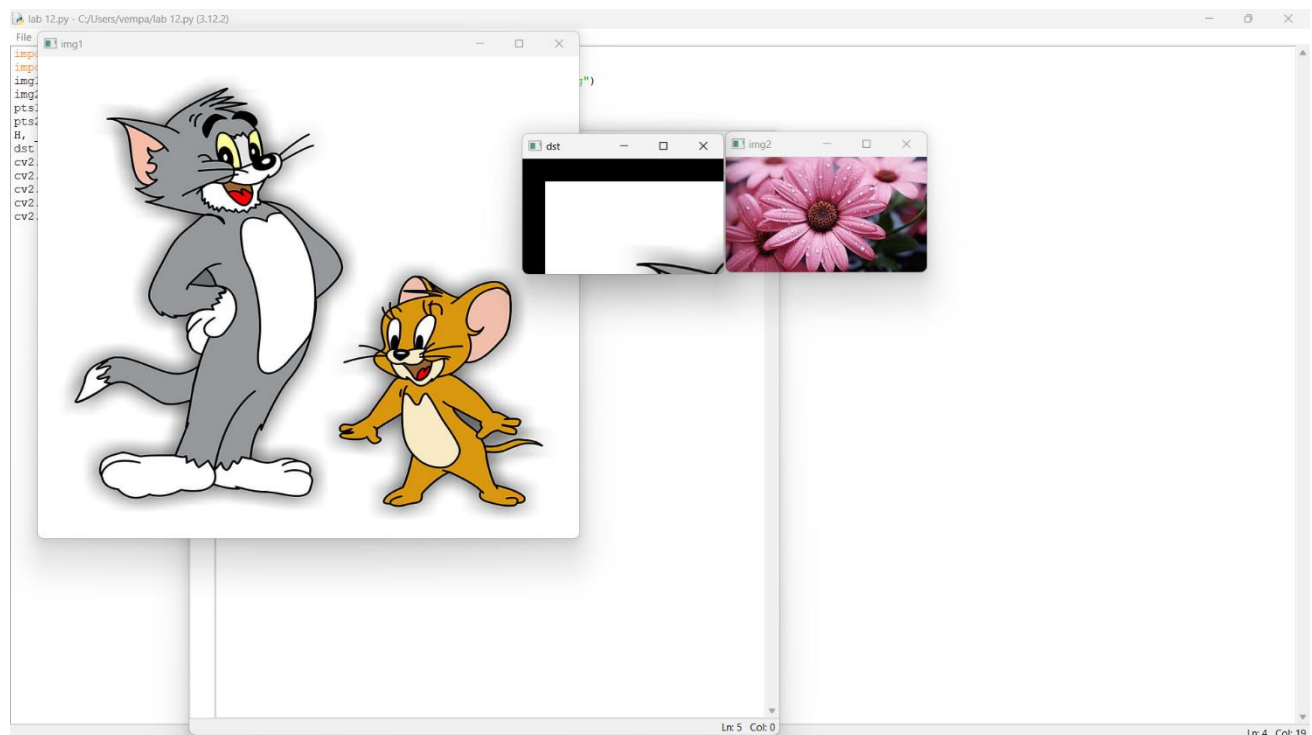 lab 12.py - C:/Users/vempa/lab 12.py (3.12.2)
File
img1
impo
impo
img1
g")
img2
pts1
pts2
H, _
dst
cv2.
cv2.
cv2.
cv2.
cv2.
dst
img2
Ln: 5 Col: 0
Ln: 4 Col: 19